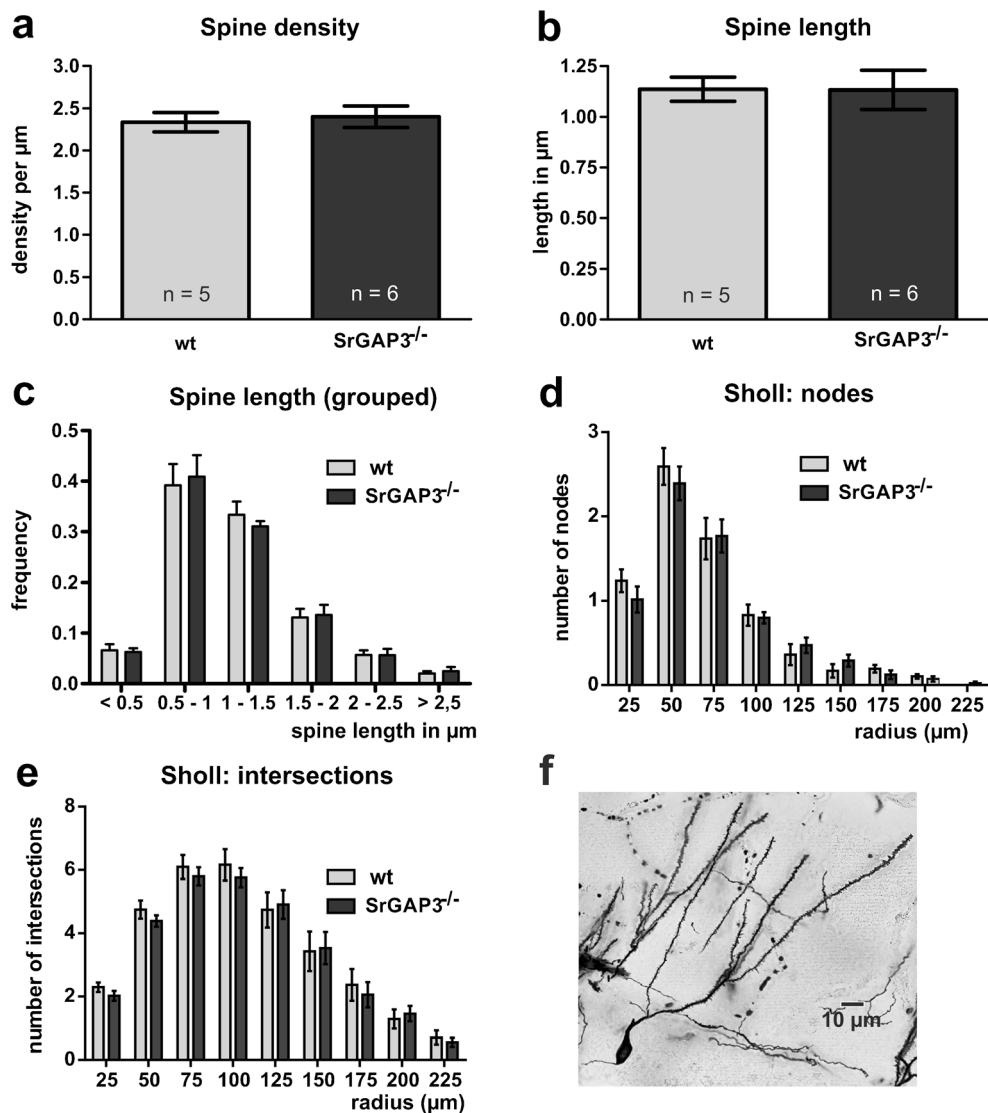 a
Spine density
3.0
2.5
2.0
1.5
1.0
0.5
0.0
density per µm
n = 5
n = 6
wt
SrGAP3-/-
b
Spine length
1.25
1.00
0.75
0.50
0.25
0.00
length in µm
n = 5
n = 6
wt
SrGAP3-/-
c
Spine length (grouped)
0.5
0.4
0.3
0.2
0.1
0.0
frequency
wt
SrGAP3-/-
< 0.5 0.5 - 1 1 - 1.5 1.5 - 2 2 - 2.5 > 2,5
spine length in µm
d
Sholl: nodes
3
2
1
0
number of nodes
wt
SrGAP3-/-
25 50 75 100 125 150 175 200 225
radius (µm)
e
Sholl: intersections
8
6
4
2
0
number of intersections
wt
SrGAP3-/-
25 50 75 100 125 150 175 200 225
radius (µm)
f
10 µm